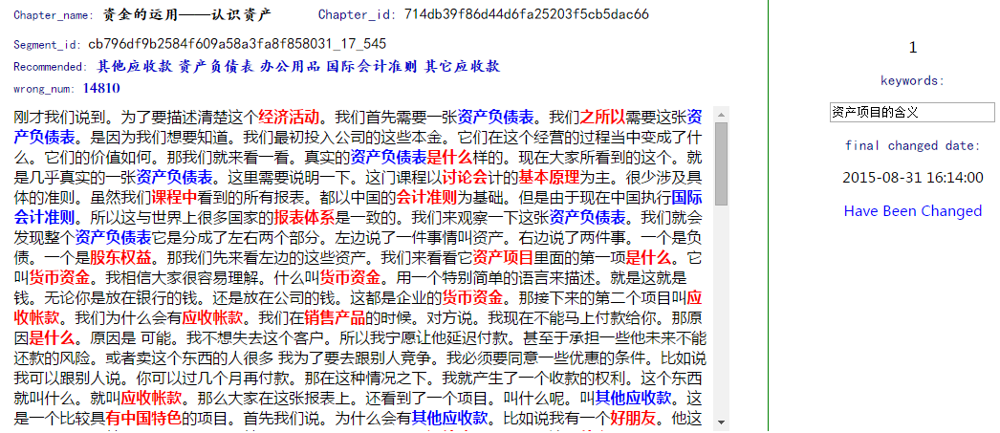 Chapter_name: 资金的运用——认识资产 Chapter_id: 714db39f86d44d6fa25203f5cb5dac66
Segment_id: cb796df9b2584f609a58a3fa8f858031_17_545
Recommended: 其他应收款 资产负债表 办公用品 国际会计准则 其它应收款
wrong_num: 14810
刚才我们说到。为了要描述清楚这个经济活动。我们首先需要一张资产负债表。我们之所以需要这张资
产负债表。是因为我们想要知道。我们最初投入公司的这些本金。它们在这个经营的过程当中变成了什
么。它们的价值如何。那我们就来看一看。真实的资产负债表是什么样的。现在大家所看到的这个。就
是几乎真实的一张资产负债表。这里需要说明一下。这门课程以讨论会计的基本原理为主。很少涉及具
体的准则。虽然我们课程中看到的所有报表。都以中国的会计准则为基础。但是由于现在中国执行国际
会计准则。所以这与世界上很多国家的报表体系是一致的。我们来观察一下这张资产负债表。我们就会
发现整个资产负债表它是分成了左右两个部分。左边说了一件事情叫资产。右边说了两件事。一个是负
债。一个是股东权益。那我们先来看左边的这些资产。我们来看看它资产项目里面的第一项是什么。它
叫货币资金。我相信大家很容易理解。什么叫货币资金。用一个特别简单的语言来描述。就是这就是
钱。无论你是放在银行的钱。还是放在公司的钱。这都是企业的货币资金。那接下来的第二个项目叫应
收帐款。我们为什么会有应收帐款。我们在销售产品的时候。对方说。我现在不能马上付款给你。那原
因是什么。原因是 可能。我不想失去这个客户。所以我宁愿让他延迟付款。甚至于承担一些他未来不能
还款的风险。或者卖这个东西的人很多 我为了要去跟别人竞争。我必须要同意一些优惠的条件。比如说
我可以跟别人说。你可以过几个月再付款。那在这种情况之下。我就产生了一个收款的权利。这个东西
就叫什么。就叫应收帐款。那么大家在这张报表上。还看到了一个项目。叫什么呢。叫其他应收款。这
是一个比较具有中国特色的项目。首先我们说。为什么会有其他应收款。比如说我有一个好朋友。他这
1
keywords:
资产项目的含义
final changed date:
2015-08-31 16:14:00
Have Been Changed